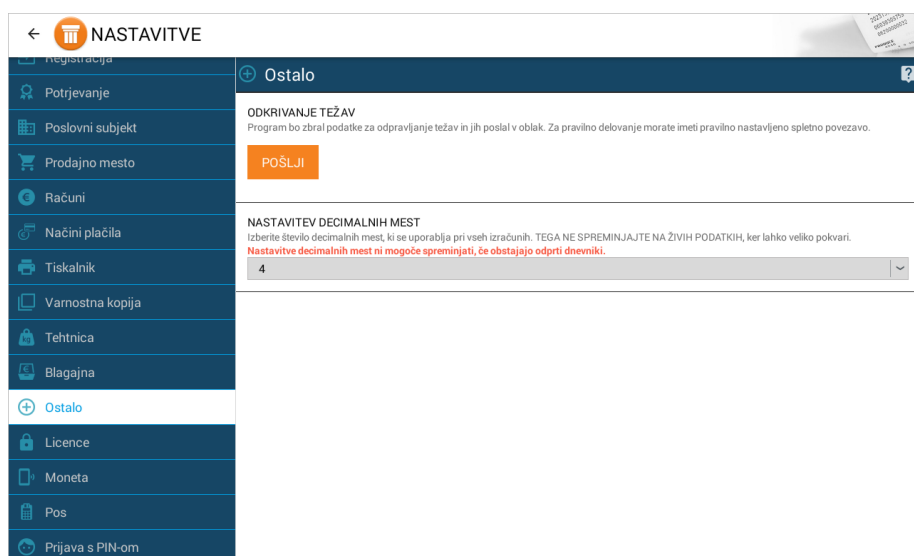 NASTAVITVE
Registracija
Potrjevanje
Poslovni subjekt
Prodajno mesto
Računi
Načini plačila
Tiskalnik
Varnostna kopija
Tehtnica
Blagajna
Ostalo
Licence
Moneta
Pos
Prijava s PIN-om
Ostalo
ODKRIVANJE TEŽAV
Program bo zbral podatke za odpravljanje težav in jih poslal v oblak. Za pravilno delovanje morate imeti pravilno nastavljeno spletno povezavo.
POŠLJI
NASTAVITEV DECIMALNIH MEST
Izberite število decimalnih mest, ki se uporablja pri vseh izračunih. TEGA NE SPREMINJAJTE NA ŽIVIH PODATKIH, ker lahko veliko pokvari.
Nastavitve decimalnih mest ni mogoče spreminjati, če obstajajo odprti dnevniki.
4